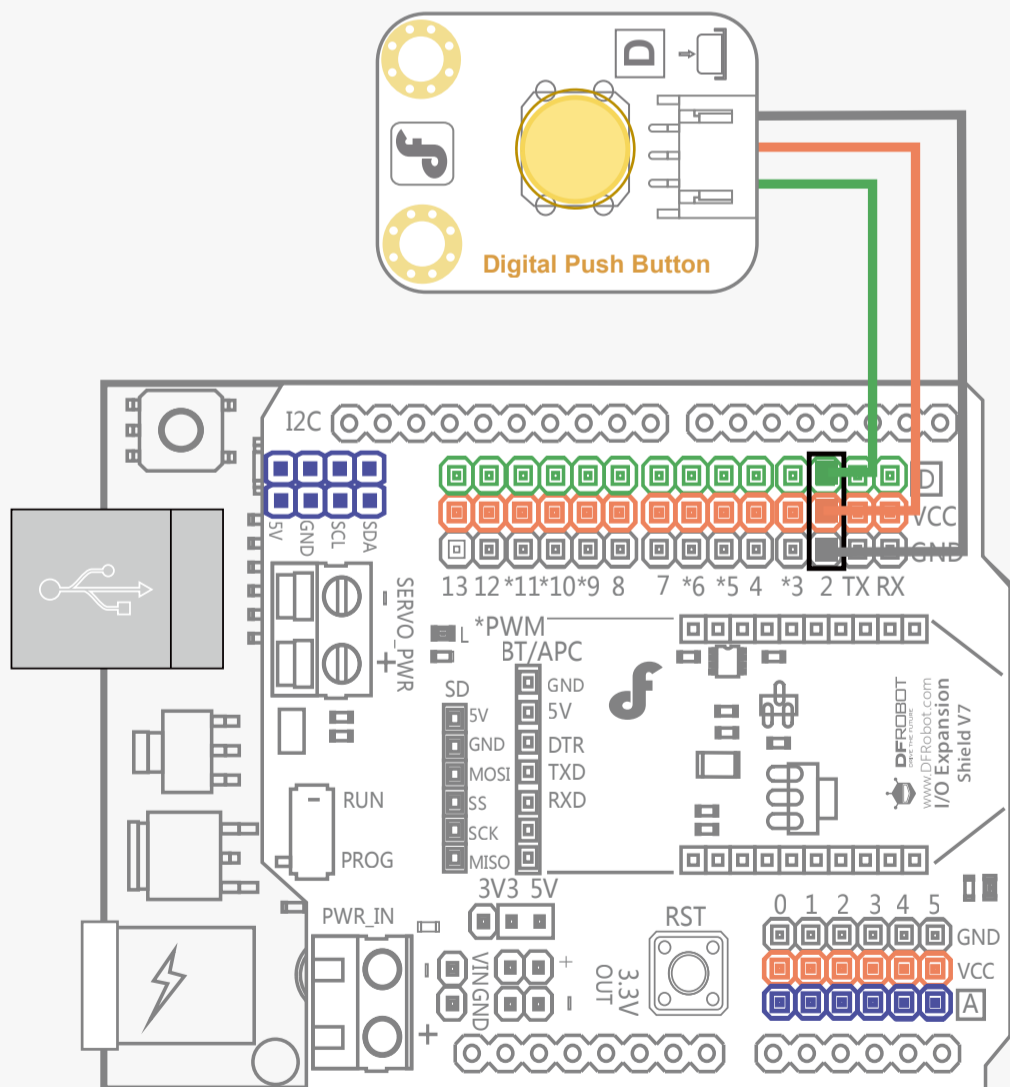 D
Digital Push Button
I2C
D
VCC
GND
5V
GND
SCL
SDA
13 12 *11 *10 *9 8 7 *6 *5 4 *3 2 TX RX
*PWM
L
BT/APC
SERVO_PWR
-
+
SD
5V
GND
MOSI
SS
SCK
MISO
GND
5V
DTR
TXD
RXD
DFROBOT
DRIVE THE FUTURE
www.DFRobot.com
I/O Expansion
Shield V7
RUN
PROG
3V3 5V
PWR_IN
-
+
VIN
GND
+
-
3.3V
OUT
RST
0 1 2 3 4 5
GND
VCC
A